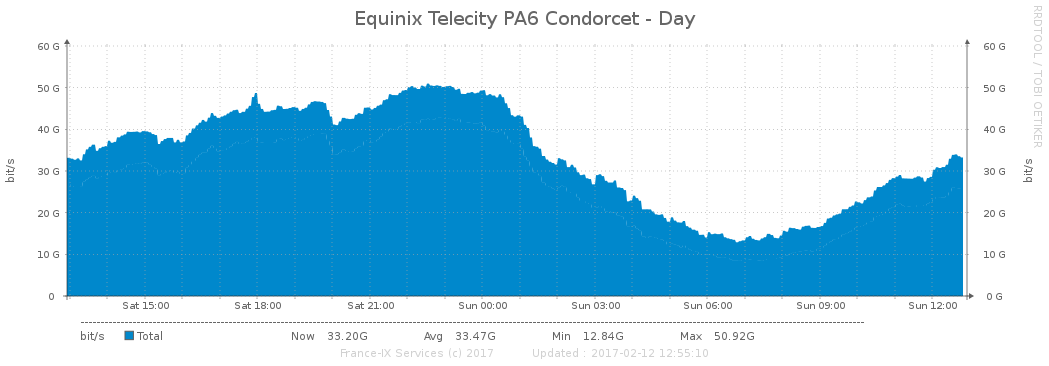 Equinix Telecity PA6 Condorcet - Day
RRDTOOL / TOBI OETIKER
60 G 60 G
50 G 50 G
40 G 40 G
30 G 30 G
20 G 20 G
10 G 10 G
0 0 G
bit/s bit/s
Sat 15:00 Sat 18:00 Sat 21:00 Sun 00:00 Sun 03:00 Sun 06:00 Sun 09:00 Sun 12:00
bit/s Total Now 33.20G Avg 33.47G Min 12.84G Max 50.92G
France-IX Services (c) 2017 Updated : 2017-02-12 12:55:10